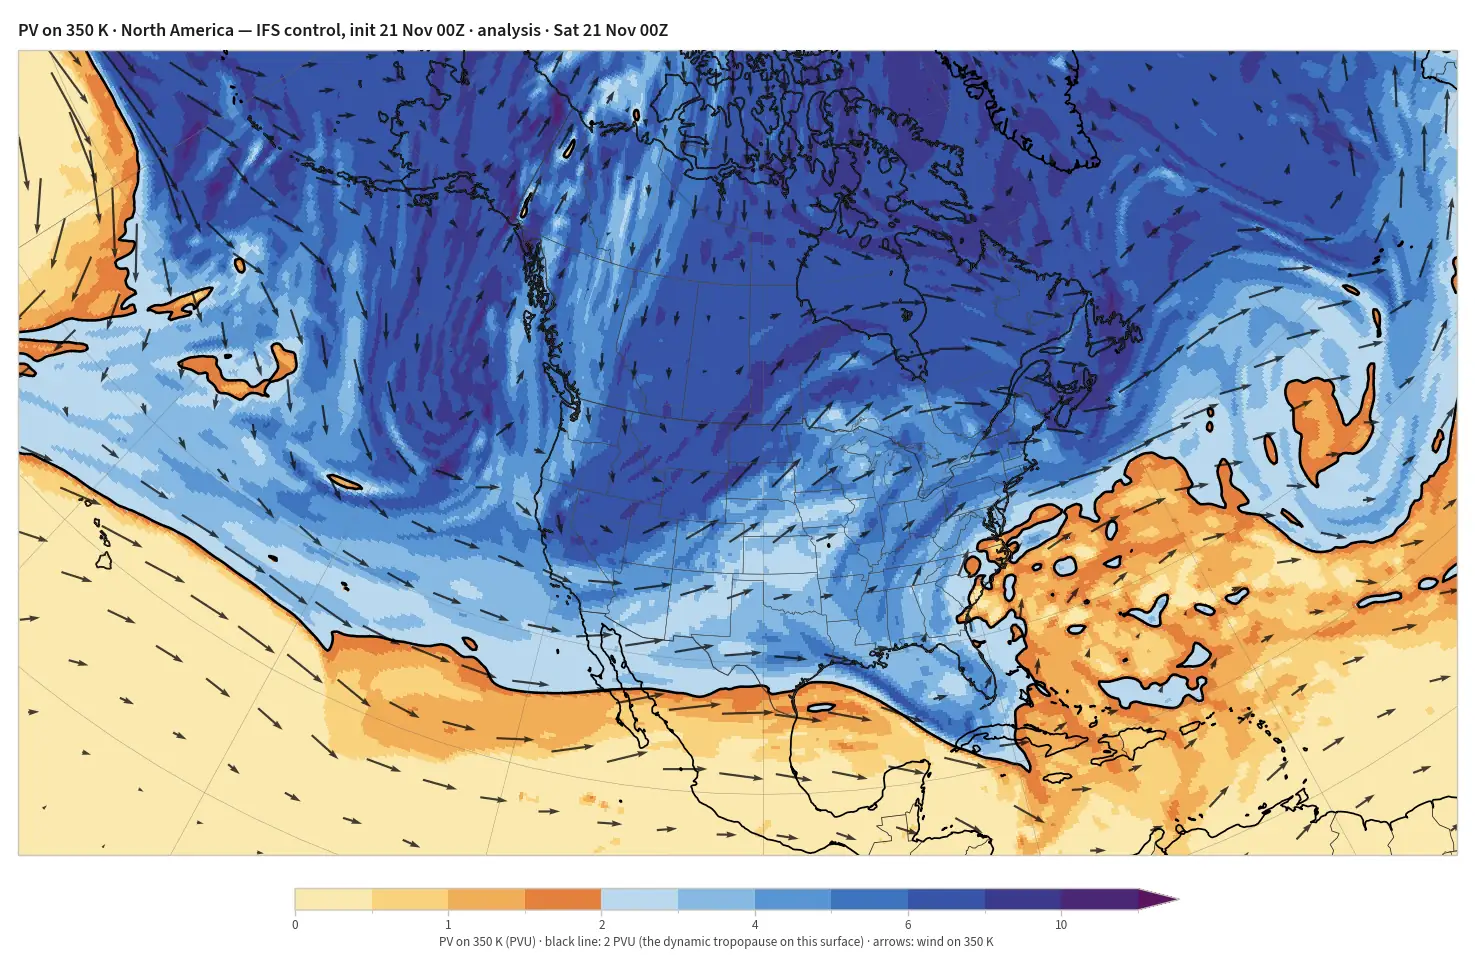 PV on 350 K · North America — IFS control, init 21 Nov 00Z · analysis · Sat 21 Nov 00Z
0 1 2 4 6 10
PV on 350 K (PVU) · black line: 2 PVU (the dynamic tropopause on this surface) · arrows: wind on 350 K